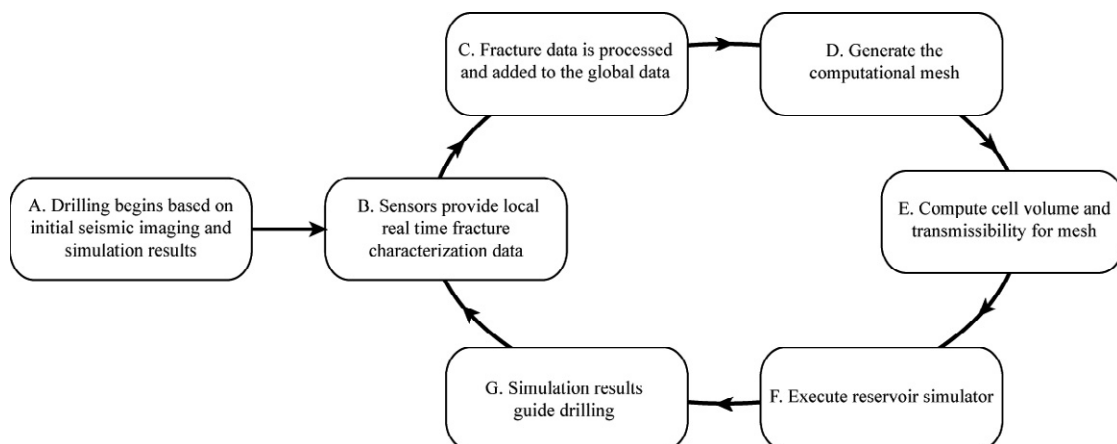 A. Drilling begins based on
initial seismic imaging and
simulation results
B. Sensors provide local
real time fracture
characterization data
C. Fracture data is processed
and added to the global data
D. Generate the
computational mesh
E. Compute cell volume and
transmissibility for mesh
F. Execute reservoir simulator
G. Simulation results
guide drilling